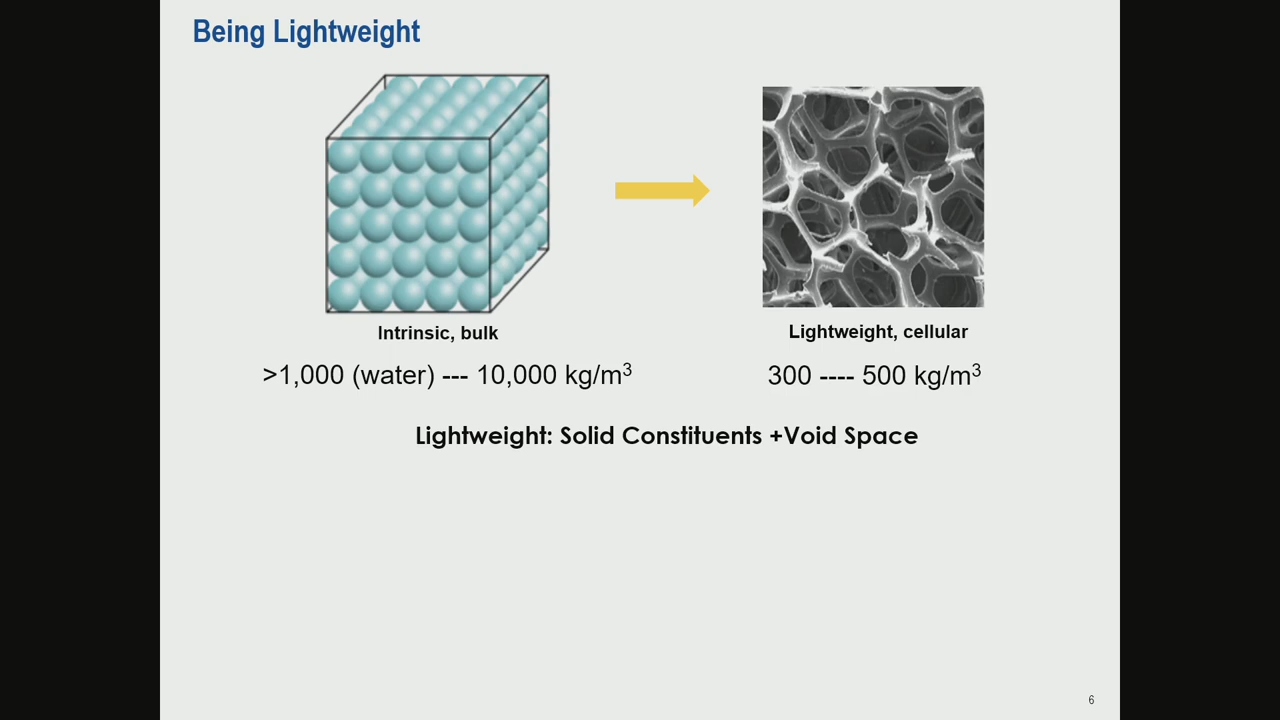 Being Lightweight
Intrinsic, bulk
Lightweight, cellular
>1,000 (water) --- 10,000 kg/m³
300 ---- 500 kg/m³
Lightweight: Solid Constituents +Void Space
6